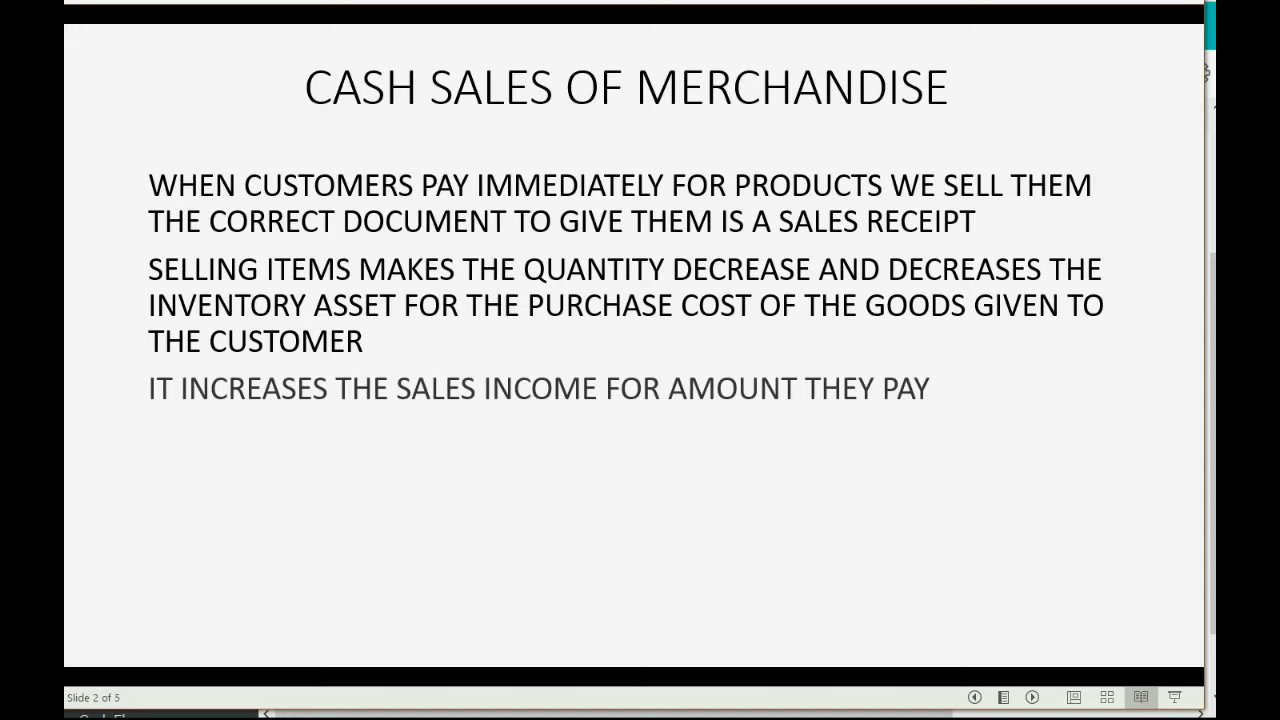 CASH SALES OF MERCHANDISE
WHEN CUSTOMERS PAY IMMEDIATELY FOR PRODUCTS WE SELL THEM
THE CORRECT DOCUMENT TO GIVE THEM IS A SALES RECEIPT
SELLING ITEMS MAKES THE QUANTITY DECREASE AND DECREASES THE
INVENTORY ASSET FOR THE PURCHASE COST OF THE GOODS GIVEN TO
THE CUSTOMER
IT INCREASES THE SALES INCOME FOR AMOUNT THEY PAY
Slide 2 of 5